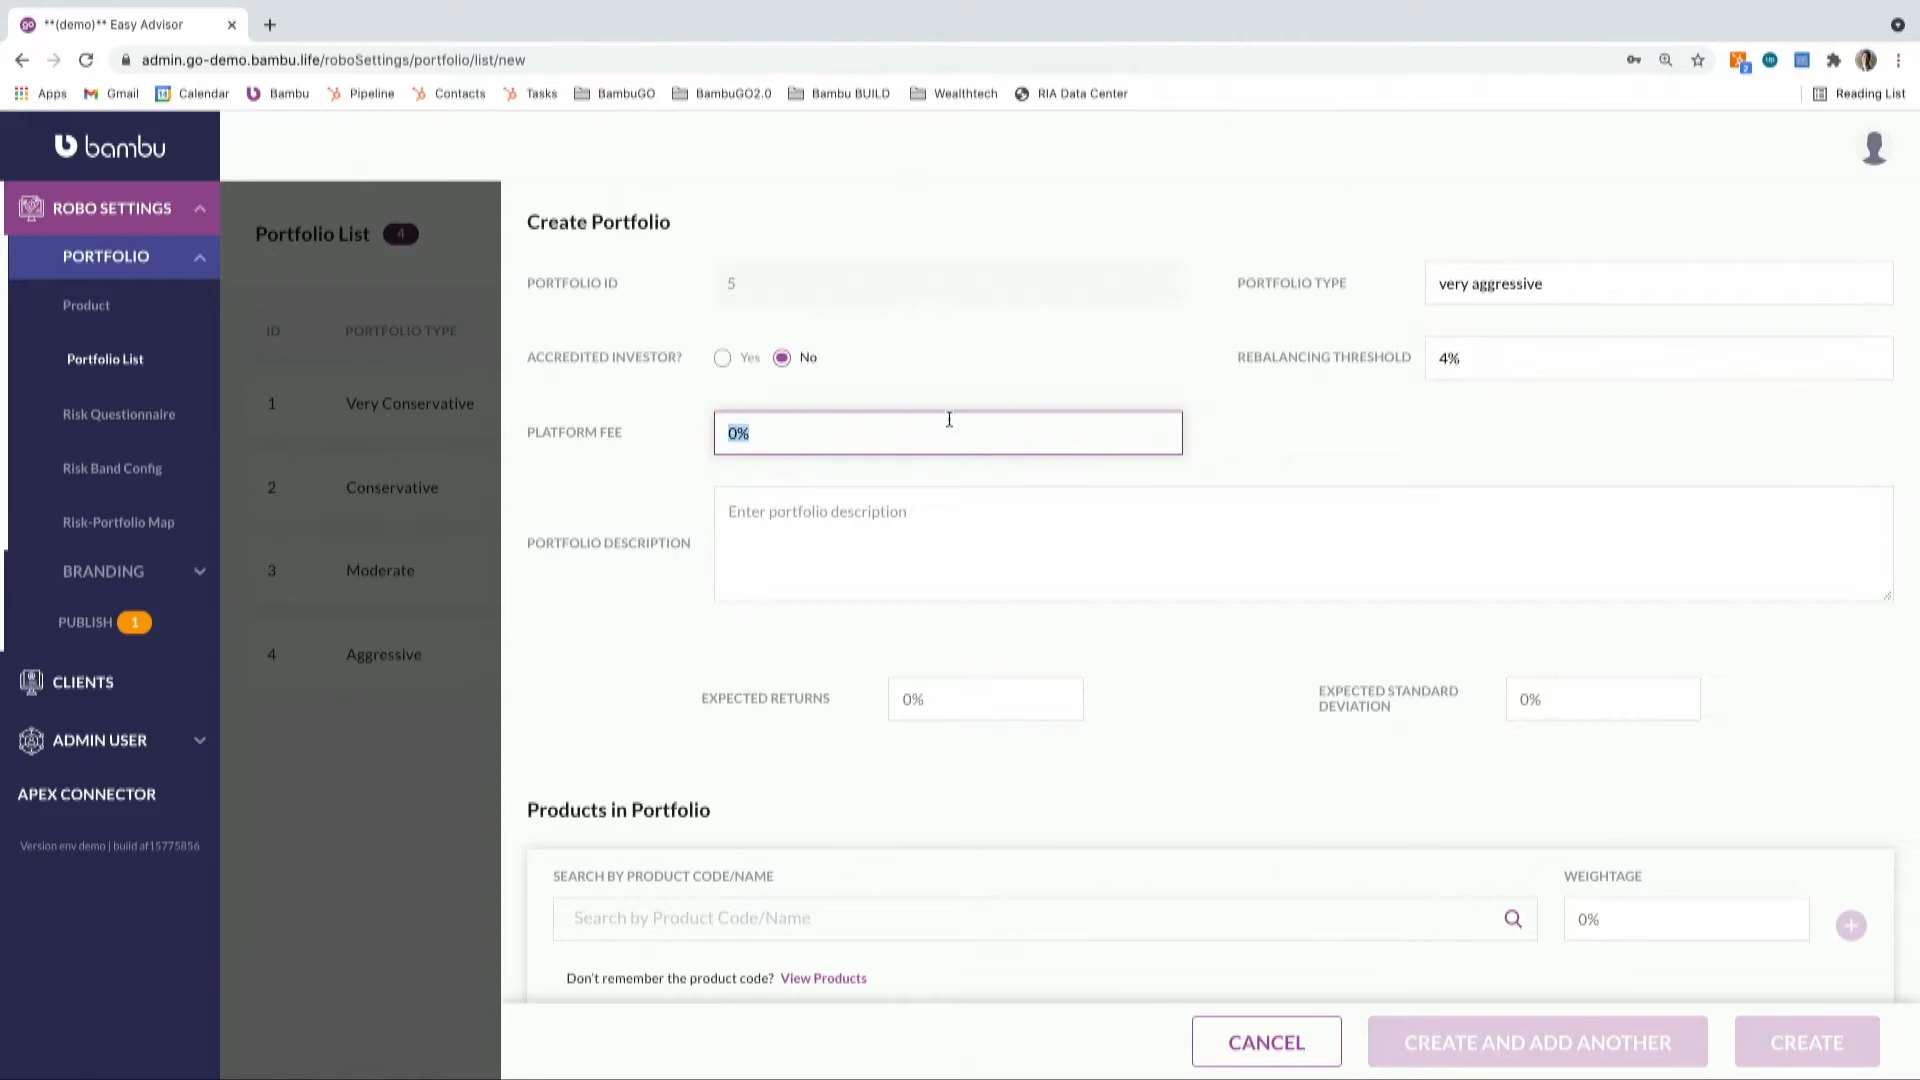 **(demo)** Easy Advisor
admin.go-demo.bambu.life/roboSettings/portfolio/list/new
Apps Gmail Calendar Bambu Pipeline Contacts Tasks BambuGO BambuGO2.0 Bambu BUILD Wealthtech RIA Data Center Reading List
bambu
ROBO SETTINGS
PORTFOLIO
Product
Portfolio List
Risk Questionnaire
Risk Band Config
Risk-Portfolio Map
BRANDING
PUBLISH 1
CLIENTS
ADMIN USER
APEX CONNECTOR
Version env demo | build af15775856
Portfolio List 4
ID PORTFOLIO TYPE
1 Very Conservative
2 Conservative
3 Moderate
4 Aggressive
Create Portfolio
PORTFOLIO ID 5 PORTFOLIO TYPE very aggressive
ACCREDITED INVESTOR? Yes No REBALANCING THRESHOLD 4%
PLATFORM FEE 0%
PORTFOLIO DESCRIPTION Enter portfolio description
EXPECTED RETURNS 0% EXPECTED STANDARD
DEVIATION 0%
Products in Portfolio
SEARCH BY PRODUCT CODE/NAME WEIGHTAGE
Search by Product Code/Name 0%
Don't remember the product code? View Products
CANCEL CREATE AND ADD ANOTHER CREATE